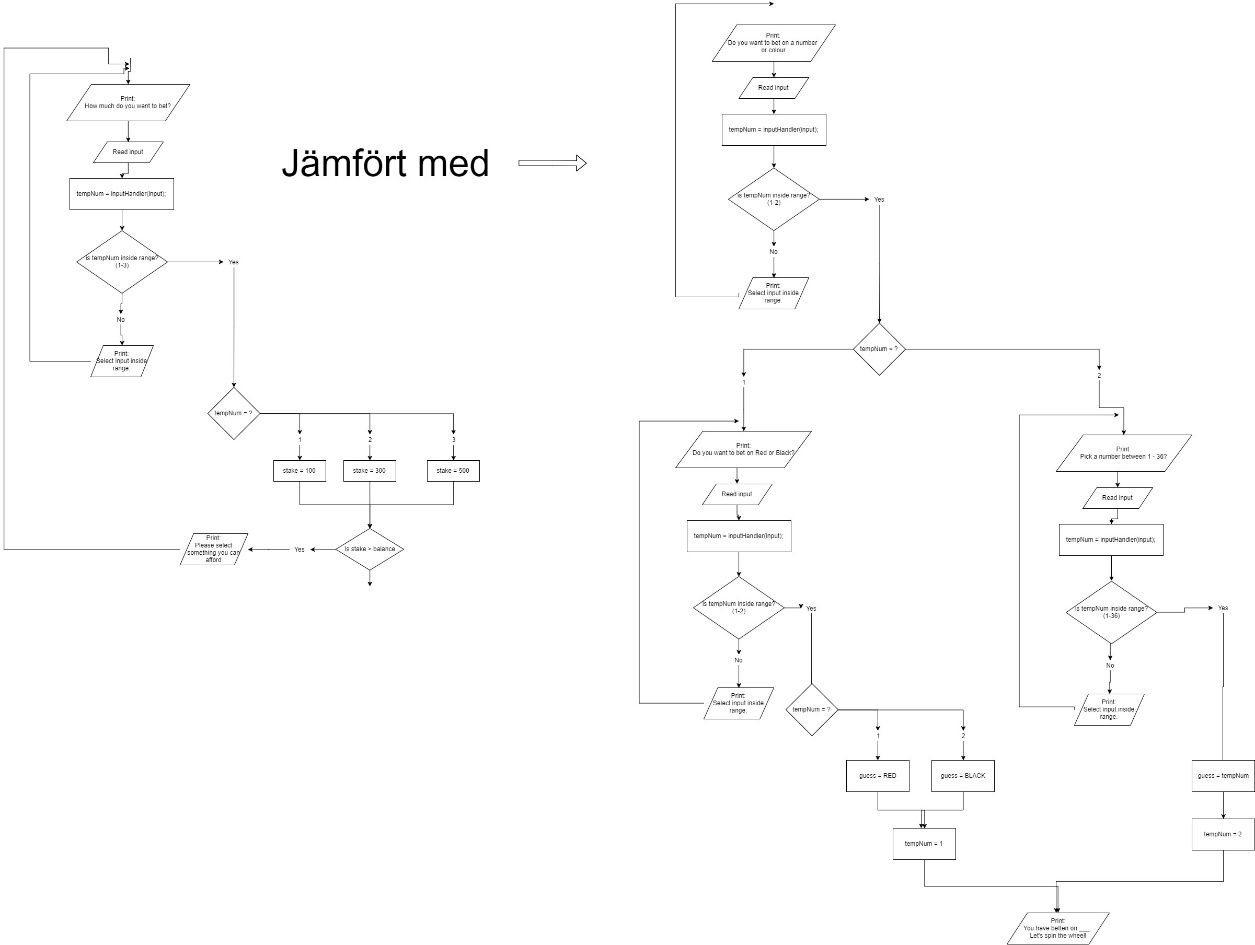 Print:
How much do you want to bet?
Read input
tempNum = inputHandler(input);
Is tempNum inside range?
(1-3)
Yes
No
Print:
Select input inside
range.
tempNum = ?
1
2
3
stake = 100
stake = 300
stake = 500
Is stake > balance
Yes
Print:
Please select
something you can
afford
Jämfört med
Print:
Do you want to bet on a number
or colour
Read input
tempNum = inputHandler(input);
Is tempNum inside range?
(1-2)
Yes
No
Print:
Select input inside
range.
tempNum = ?
1
2
Print:
Do you want to bet on Red or Black?
Read input
tempNum = inputHandler(input);
Is tempNum inside range?
(1-2)
Yes
No
Print:
Select input inside
range.
tempNum = ?
1
2
guess = RED
guess = BLACK
tempNum = 1
Print
Pick a number between 1 - 36?
Read input
tempNum = inputHandler(input);
Is tempNum inside range?
(1-36)
Yes
No
Print:
Select input inside
range.
guess = tempNum
tempNum = 2
Print:
You have betten on ____
Let's spin the wheel!